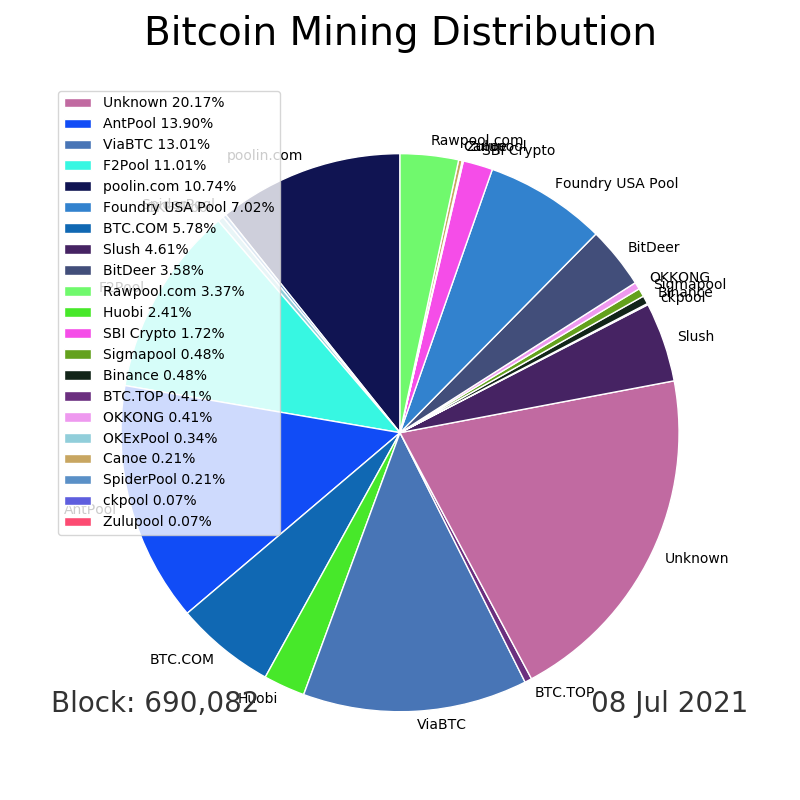 Bitcoin Mining Distribution
Unknown 20.17%
AntPool 13.90%
ViaBTC 13.01%
F2Pool 11.01%
poolin.com 10.74%
Foundry USA Pool 7.02%
BTC.COM 5.78%
Slush 4.61%
BitDeer 3.58%
Rawpool.com 3.37%
Huobi 2.41%
SBI Crypto 1.72%
Sigmapool 0.48%
Binance 0.48%
BTC.TOP 0.41%
OKKONG 0.41%
OKExPool 0.34%
Canoe 0.21%
SpiderPool 0.21%
ckpool 0.07%
Zulupool 0.07%
poolin.com
F2Pool
AntPool
Rawpool.com
SBI Crypto
Foundry USA Pool
BitDeer
OKKONG
Sigmapool
Binance
ckpool
Slush
Unknown
BTC.TOP
ViaBTC
Huobi
BTC.COM
Block: 690,082
08 Jul 2021